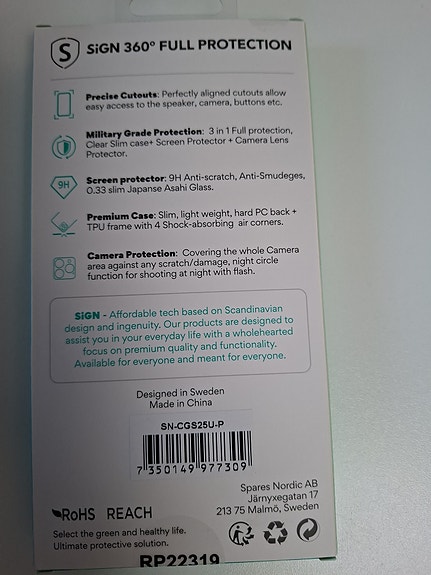 S SiGN 360° FULL PROTECTION
Precise Cutouts: Perfectly aligned cutouts allow
easy access to the speaker, camera, buttons etc.
Military Grade Protection: 3 in 1 Full protection,
Clear Slim case+ Screen Protector + Camera Lens
Protector.
9H
Screen protector: 9H Anti-scratch, Anti-Smudeges,
0.33 slim Japanse Asahi Glass.
Premium Case: Slim, light weight, hard PC back +
TPU frame with 4 Shock-absorbing air corners.
Camera Protection: Covering the whole Camera
area against any scratch/damage, night circle
function for shooting at night with flash.
SiGN - Affordable tech based on Scandinavian
design and ingenuity. Our products are designed to
assist you in your everyday life with a wholehearted
focus on premium quality and functionality.
Available for everyone and meant for everyone.
Designed in Sweden
Made in China
SN-CGS25U-P
7 350149 977309
Spares Nordic AB
Järnyxegatan 17
213 75 Malmö, Sweden
RoHS REACH
Select the green and healthy life.
Ultimate protective solution.
RP22319